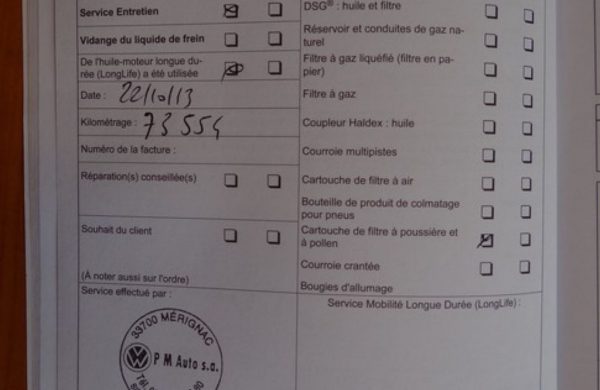 Service Entretien
Vidange du liquide de frein
De l'huile-moteur longue du-
rée (LongLife) a été utilisée
Date : 22/10/13
Kilométrage : 73 554
Numéro de la facture :
Réparation(s) conseillée(s)
Souhait du client
(À noter aussi sur l'ordre)
Service effectué par :
33700 MÉRIGNAC
VW
P M Auto s.a.
Tél.
DSG® : huile et filtre
Réservoir et conduites de gaz na-
turel
Filtre à gaz liquéfié (filtre en pa-
pier)
Filtre à gaz
Coupleur Haldex : huile
Courroie multipistes
Cartouche de filtre à air
Bouteille de produit de colmatage
pour pneus
Cartouche de filtre à poussière et
à pollen
Courroie crantée
Bougies d'allumage
Service Mobilité Longue Durée (LongLife) :